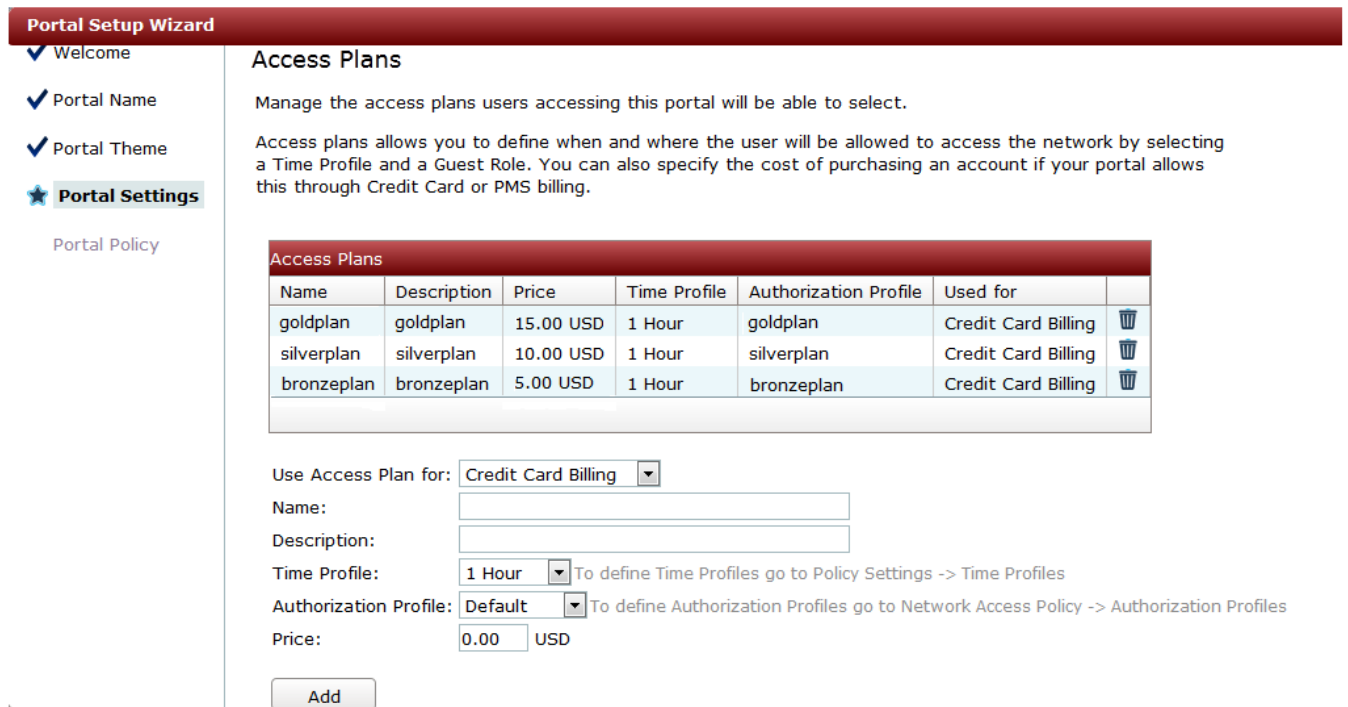 Portal Setup Wizard
Welcome
Portal Name
Portal Theme
Portal Settings
Portal Policy
Access Plans
Manage the access plans users accessing this portal will be able to select.
Access plans allows you to define when and where the user will be allowed to access the network by selecting
a Time Profile and a Guest Role. You can also specify the cost of purchasing an account if your portal allows
this through Credit Card or PMS billing.
Access Plans
Name Description Price Time Profile Authorization Profile Used for
goldplan goldplan 15.00 USD 1 Hour goldplan Credit Card Billing
silverplan silverplan 10.00 USD 1 Hour silverplan Credit Card Billing
bronzeplan bronzeplan 5.00 USD 1 Hour bronzeplan Credit Card Billing
Use Access Plan for: Credit Card Billing
Name:
Description:
Time Profile: 1 Hour To define Time Profiles go to Policy Settings -> Time Profiles
Authorization Profile: Default To define Authorization Profiles go to Network Access Policy -> Authorization Profiles
Price: 0.00 USD
Add